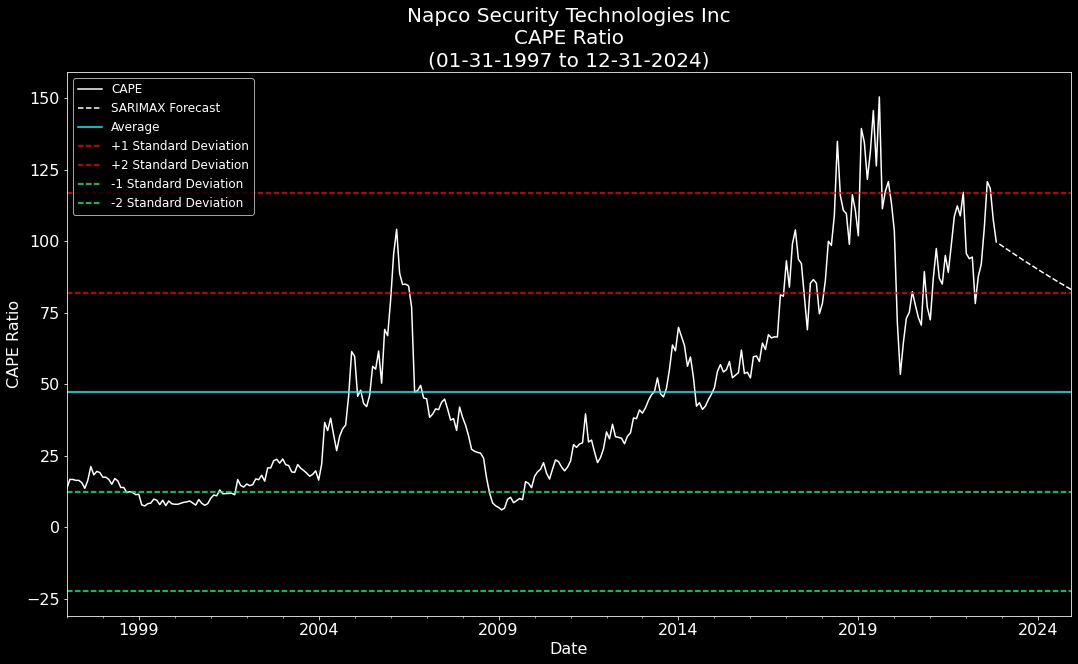 Napco Security Technologies Inc
CAPE Ratio
(01-31-1997 to 12-31-2024)
CAPE
SARIMAX Forecast
Average
+1 Standard Deviation
+2 Standard Deviation
-1 Standard Deviation
-2 Standard Deviation
150
125
100
75
50
25
0
−25
CAPE Ratio
1999 2004 2009 2014 2019 2024
Date